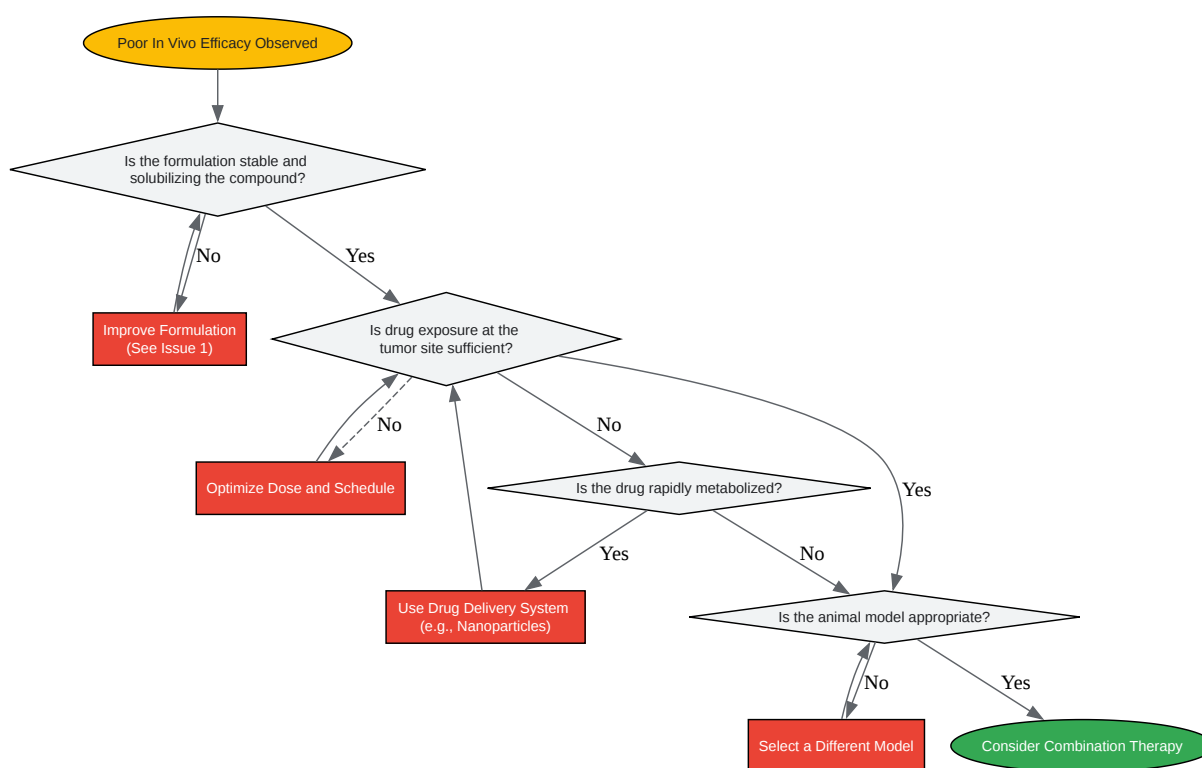 Poor In Vivo Efficacy Observed
Is the formulation stable and
solubilizing the compound?
No
Yes
Improve Formulation
(See Issue 1)
Is drug exposure at the
tumor site sufficient?
No
No
Yes
Optimize Dose and Schedule
Is the drug rapidly metabolized?
Yes
No
Use Drug Delivery System
(e.g., Nanoparticles)
Is the animal model appropriate?
No
Yes
Select a Different Model
Consider Combination Therapy